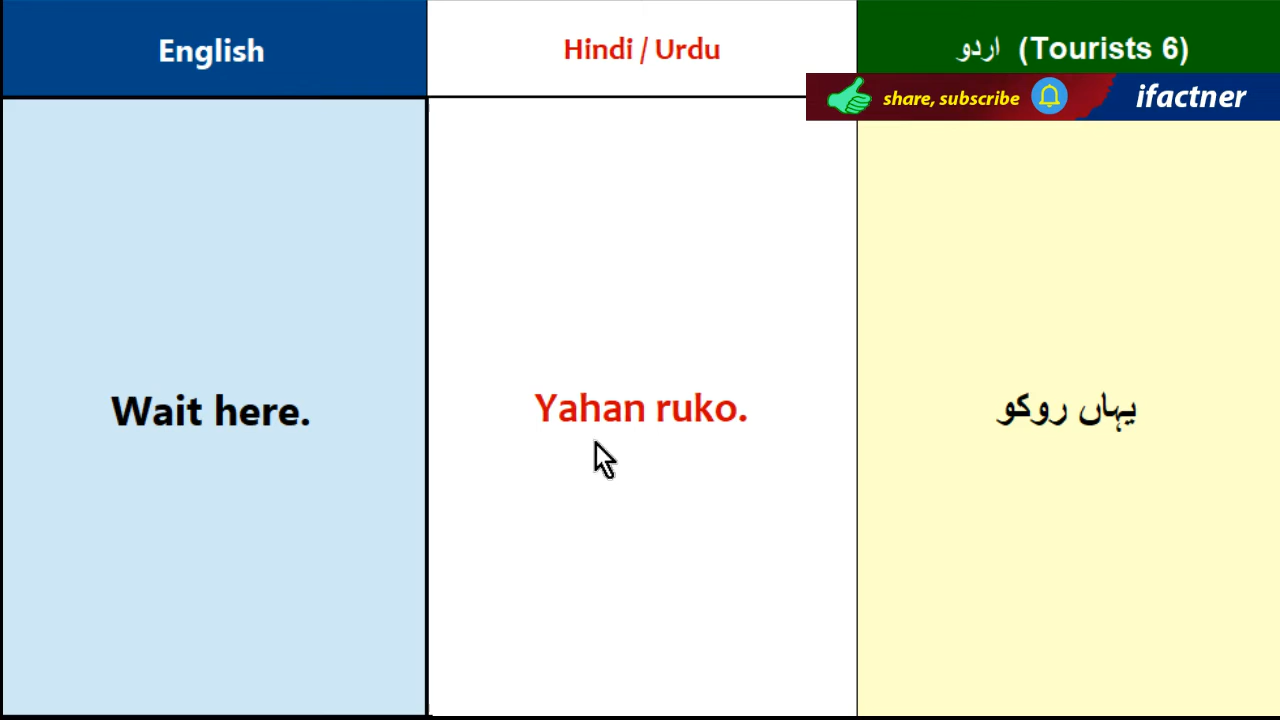 English
Hindi / Urdu
اردو (Tourists 6)
share, subscribe
ifactner
Wait here.
Yahan ruko.
یہاں روکو